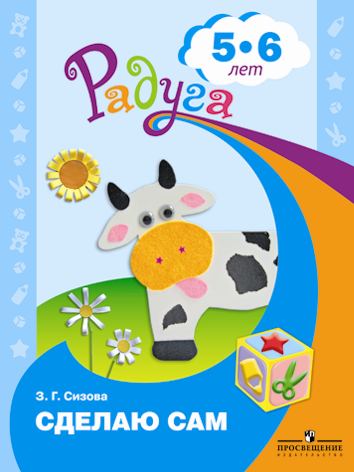 5•6
лет
Радуга
З. Г. Сизова
СДЕЛАЮ САМ
ПРОСВЕЩЕНИЕ
ИЗДАТЕЛЬСТВО